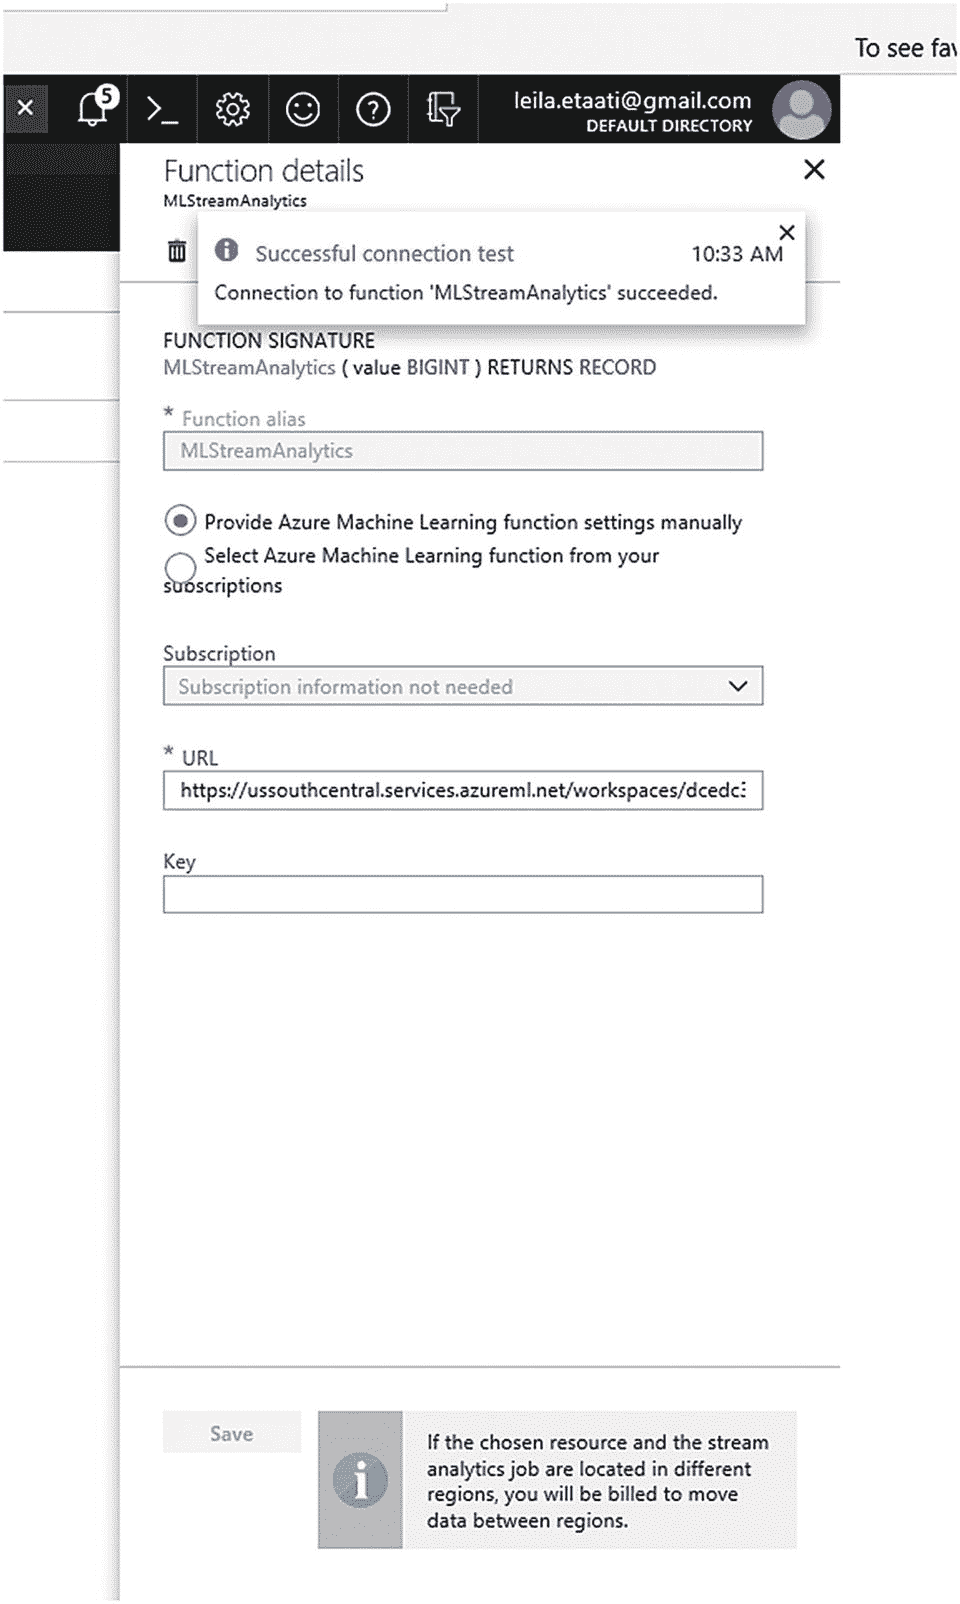 To see fav
5
leila.etaati@gmail.com
DEFAULT DIRECTORY
Function details
MLStreamAnalytics
Successful connection test
10:33 AM
Connection to function 'MLStreamAnalytics' succeeded.
FUNCTION SIGNATURE
MLStreamAnalytics ( value BIGINT ) RETURNS RECORD
* Function alias
MLStreamAnalytics
Provide Azure Machine Learning function settings manually
Select Azure Machine Learning function from your
subscriptions
Subscription
Subscription information not needed
* URL
https://ussouthcentral.services.azureml.net/workspaces/dcedc
Key
Save
If the chosen resource and the stream
analytics job are located in different
regions, you will be billed to move
data between regions.